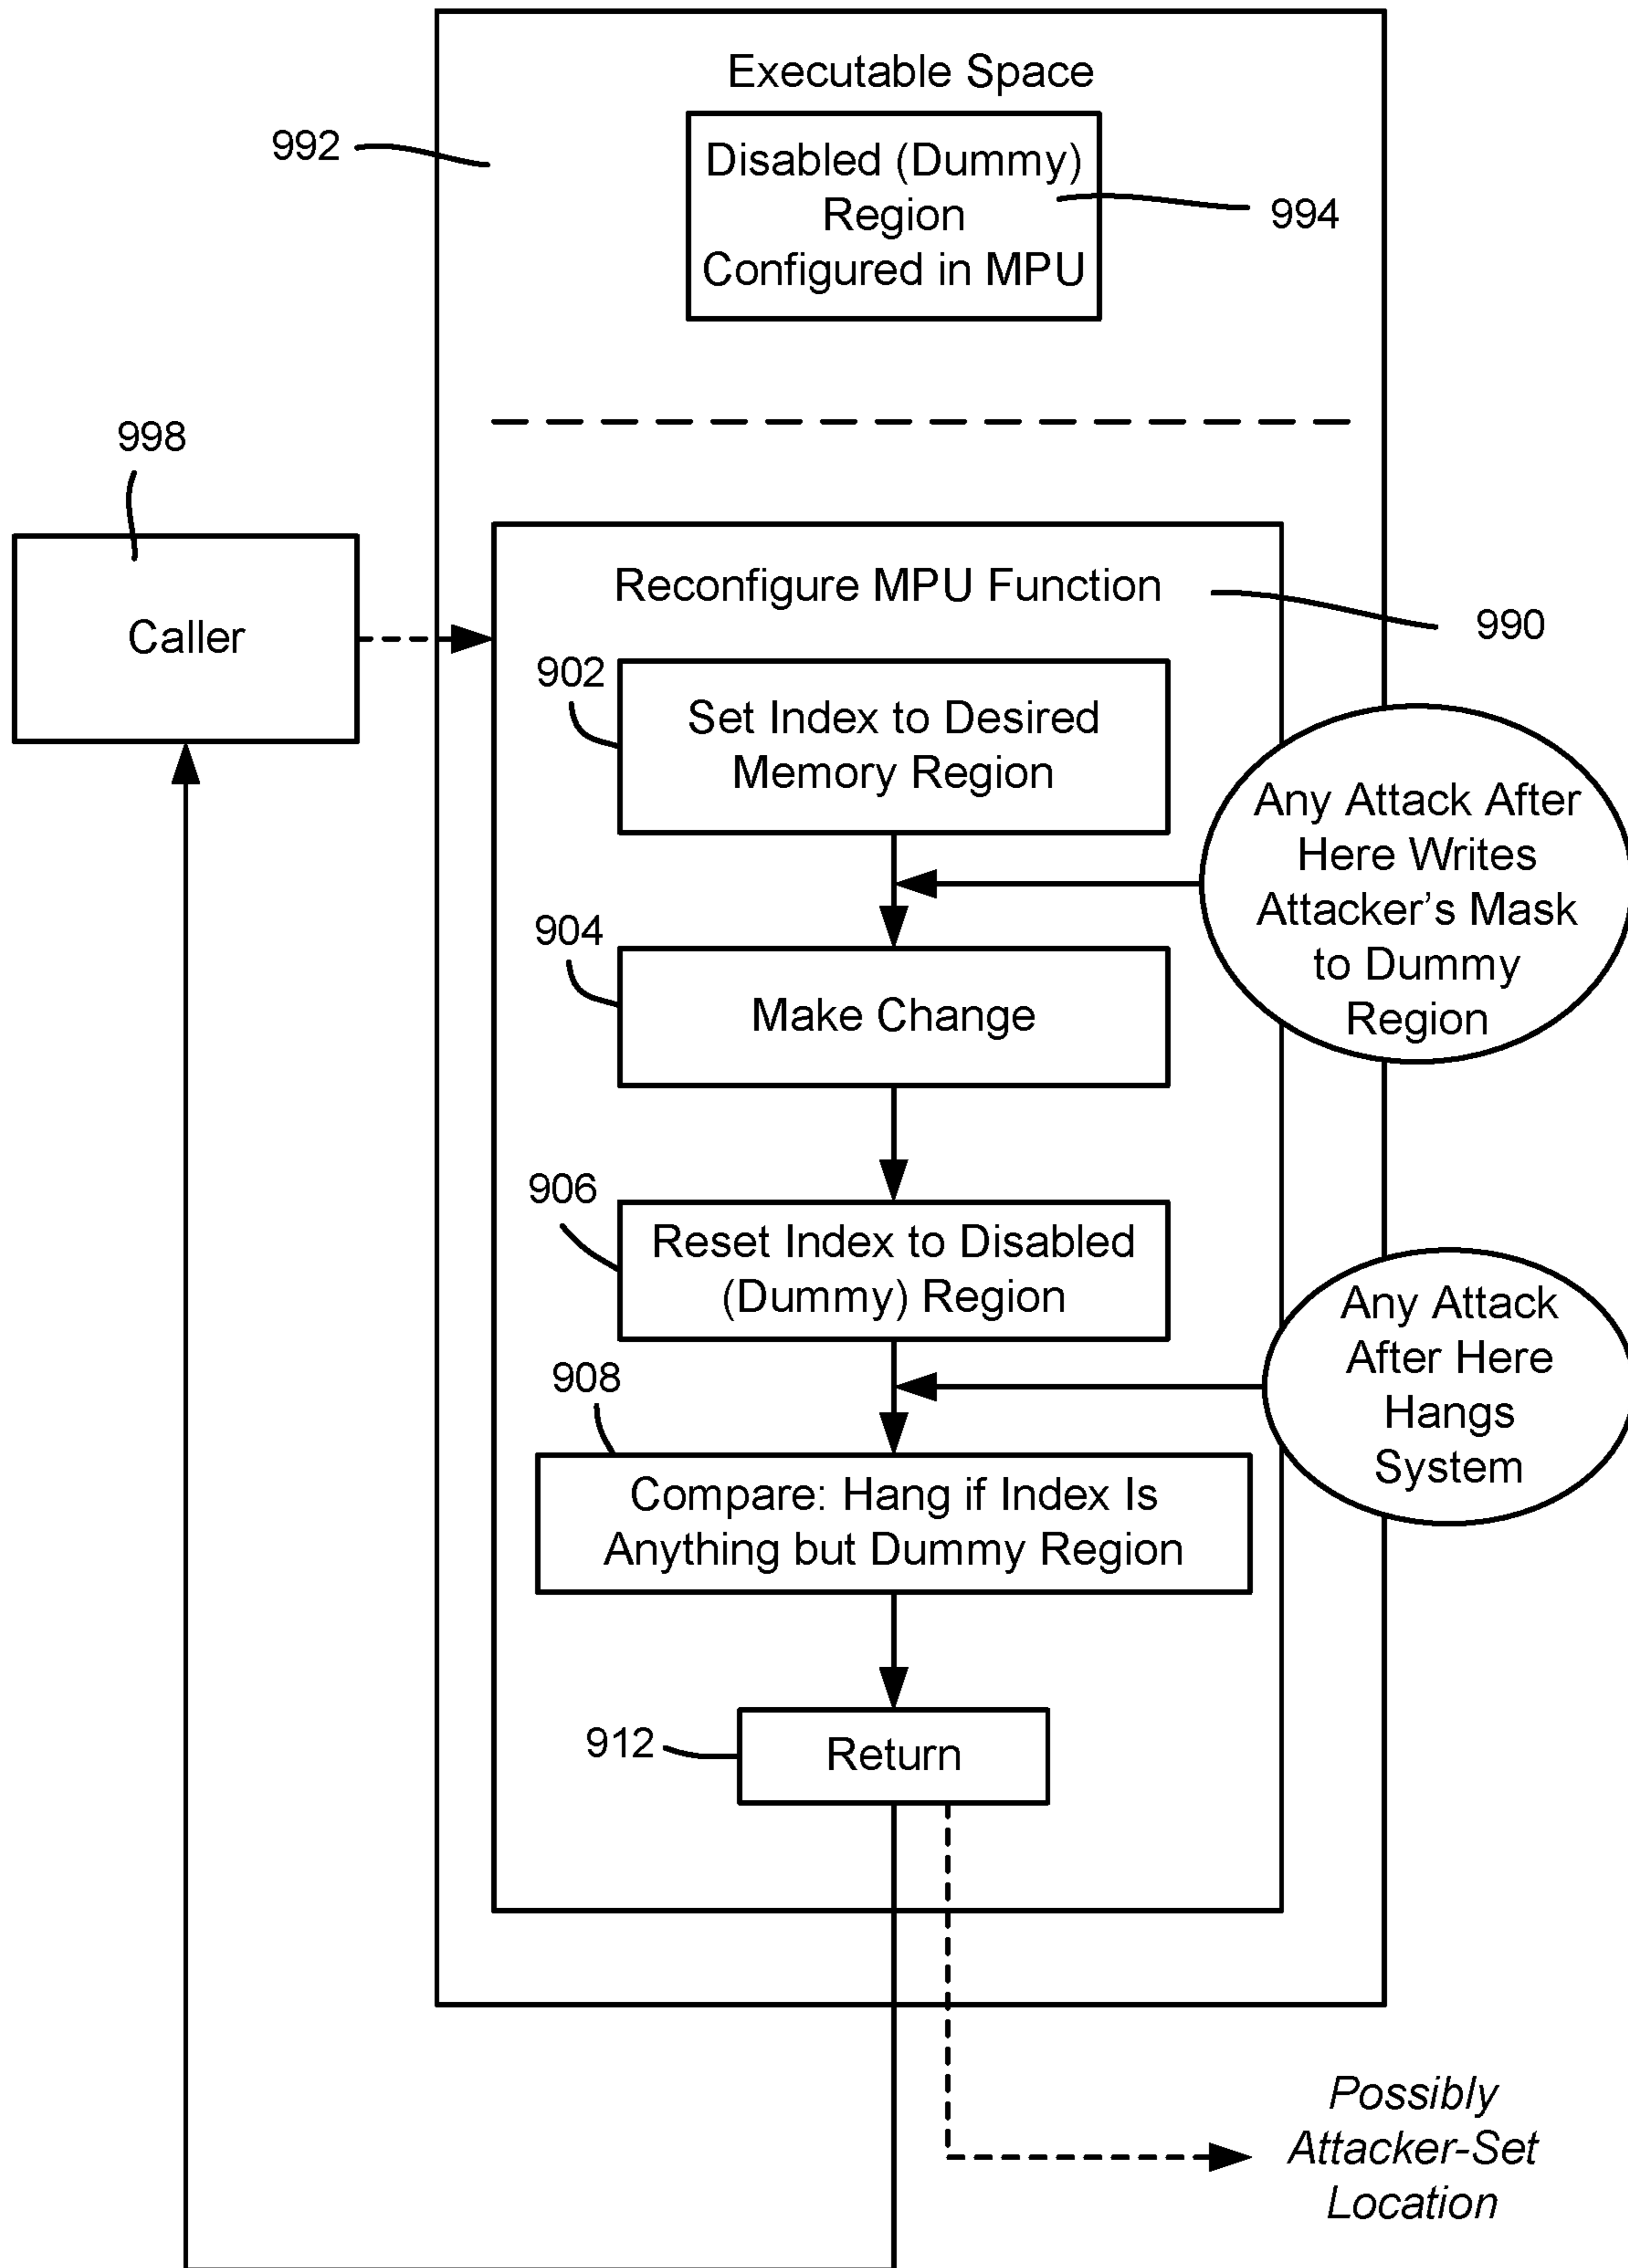 Executable Space
992
Disabled (Dummy)
Region
Configured in MPU
994
998
Caller
Reconfigure MPU Function
990
902
Set Index to Desired
Memory Region
Any Attack After
Here Writes
Attacker's Mask
to Dummy
Region
904
Make Change
906
Reset Index to Disabled
(Dummy) Region
Any Attack
After Here
Hangs
System
908
Compare: Hang if Index Is
Anything but Dummy Region
912
Return
Possibly
Attacker-Set
Location